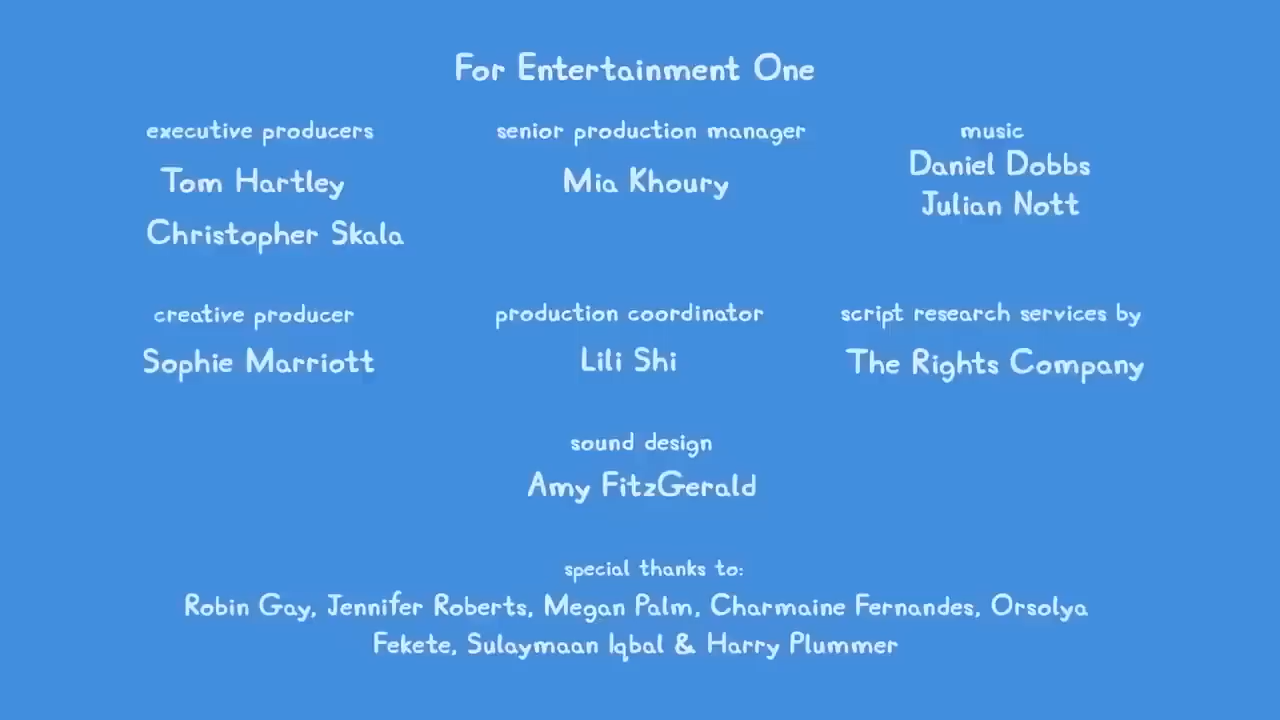 For Entertainment One
executive producers
Tom Hartley
Christopher Skala
senior production manager
Mia Khoury
music
Daniel Dobbs
Julian Nott
creative producer
Sophie Marriott
production coordinator
Lili Shi
script research services by
The Rights Company
sound design
Amy FitzGerald
special thanks to:
Robin Gay, Jennifer Roberts, Megan Palm, Charmaine Fernandes, Orsolya
Fekete, Sulaymaan Iqbal & Harry Plummer